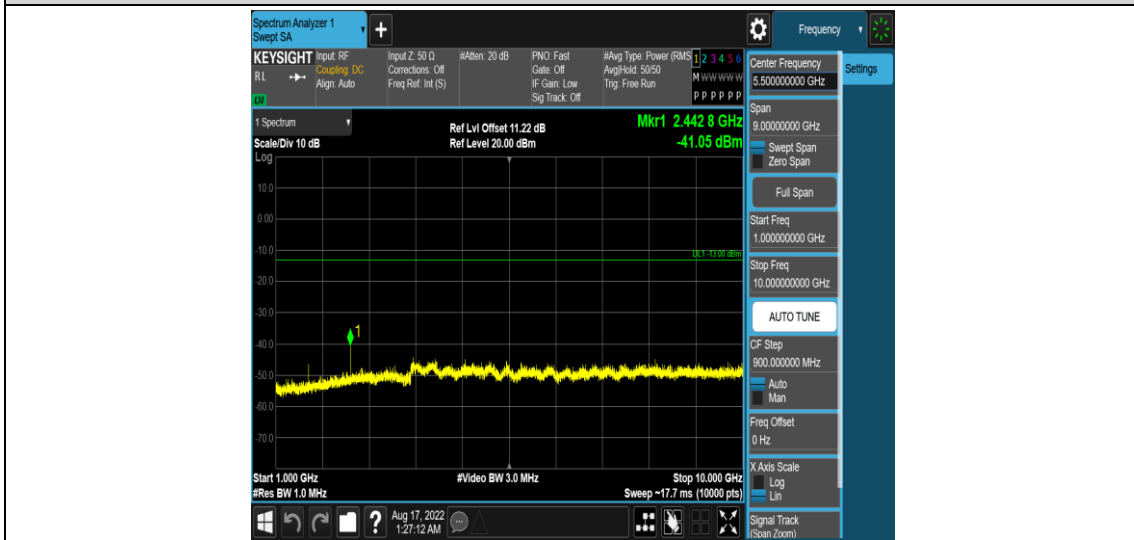 Spectrum Analyzer 1
Swept SA
+
Frequency
KEYSIGHT
RL
Input: RF
Coupling: DC
Align: Auto
Input Z: 50 Ω
Corrections: Off
Freq Ref: Int (S)
#Atten: 20 dB
PNO: Fast
Gate: Off
IF Gain: Low
Sig Track: Off
#Avg Type: Power (RMS
Avg|Hold: 50/50
Trig: Free Run
1 2 3 4 5 6
M W W W W W
P P P P P P
LNI
1 Spectrum
Scale/Div 10 dB
Log
Ref Lvl Offset 11.22 dB
Ref Level 20.00 dBm
Mkr1 2.442 8 GHz
-41.05 dBm
10.0
0.00
-10.0
DL1 -13.00 dBm
-20.0
-30.0
1
-40.0
-50.0
-60.0
-70.0
Start 1.000 GHz
#Res BW 1.0 MHz
#Video BW 3.0 MHz
Stop 10.000 GHz
Sweep ~17.7 ms (10000 pts)
?
Aug 17, 2022
1:27:12 AM
Center Frequency
5.500000000 GHz
Settings
Span
9.00000000 GHz
Swept Span
Zero Span
Full Span
Start Freq
1.000000000 GHz
Stop Freq
10.000000000 GHz
AUTO TUNE
CF Step
900.000000 MHz
Auto
Man
Freq Offset
0 Hz
X Axis Scale
Log
Lin
Signal Track
(Span Zoom)